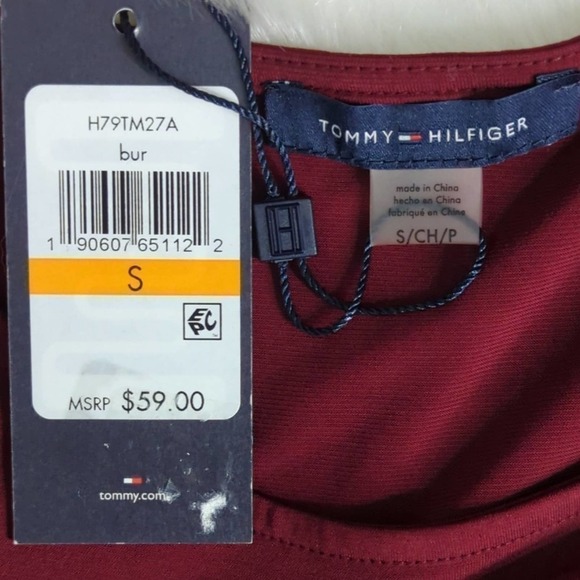 H79TM27A
bur
1 90607 65112 2
S
EPC
MSRP $59.00
tommy.com
TOMMY HILFIGER
made in China
hecho en China
fabriqué en Chine
S/CH/P
H